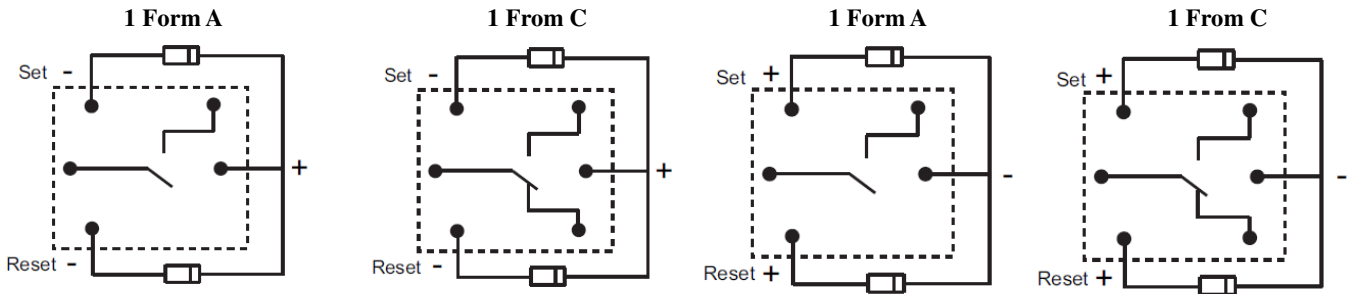 1 Form A 1 From C 1 Form A 1 From C
Set - Set - Set + Set +
+ + - -
Reset - Reset - Reset + Reset +